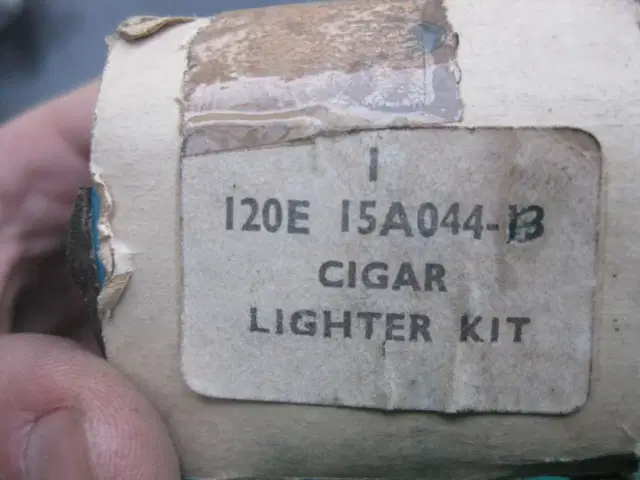 1
120E 15A044-B
CIGAR
LIGHTER KIT